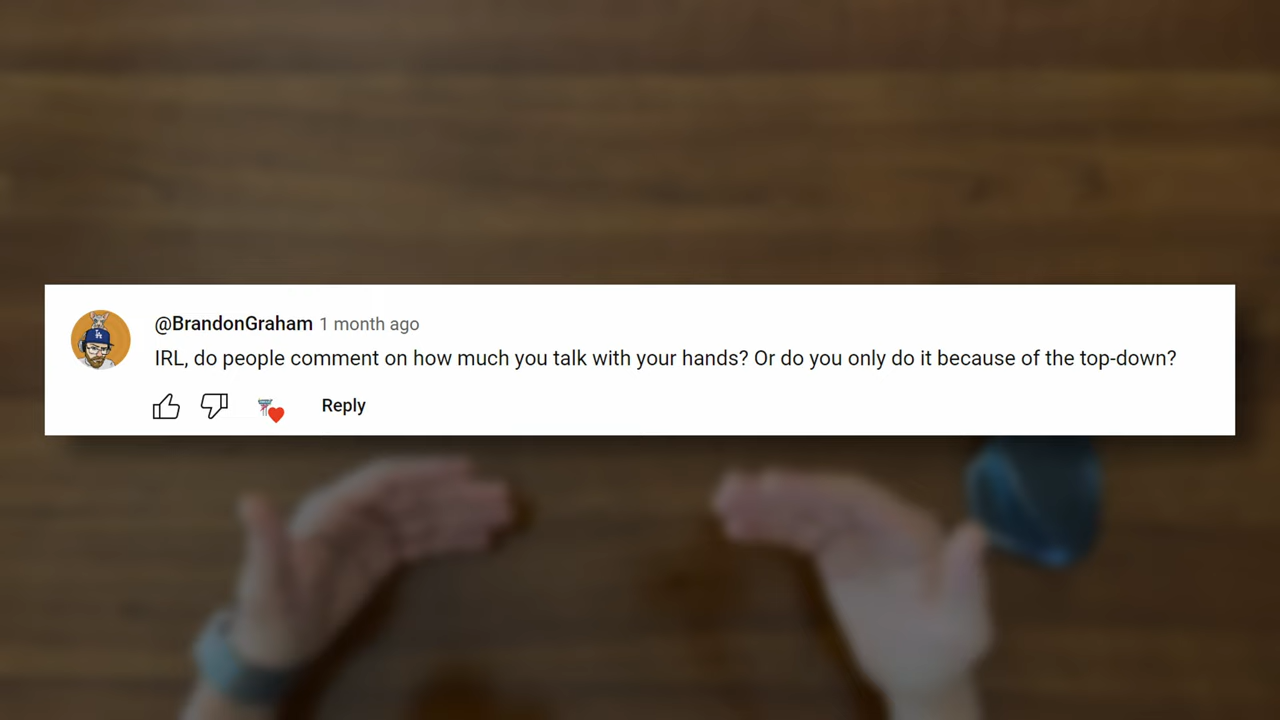 @BrandonGraham 1 month ago
IRL, do people comment on how much you talk with your hands? Or do you only do it because of the top-down?
Reply